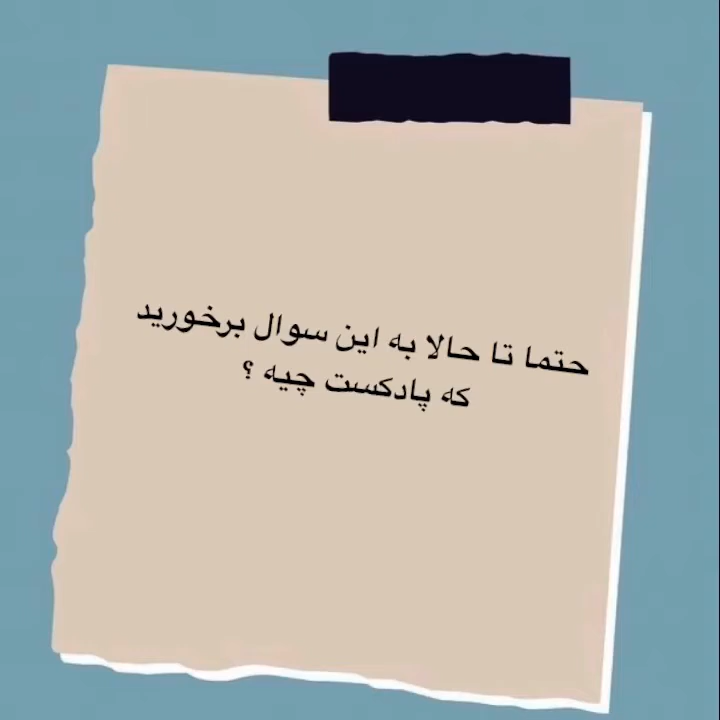 حتما تا حالا به این سوال برخورید
که پادکست چیه ؟